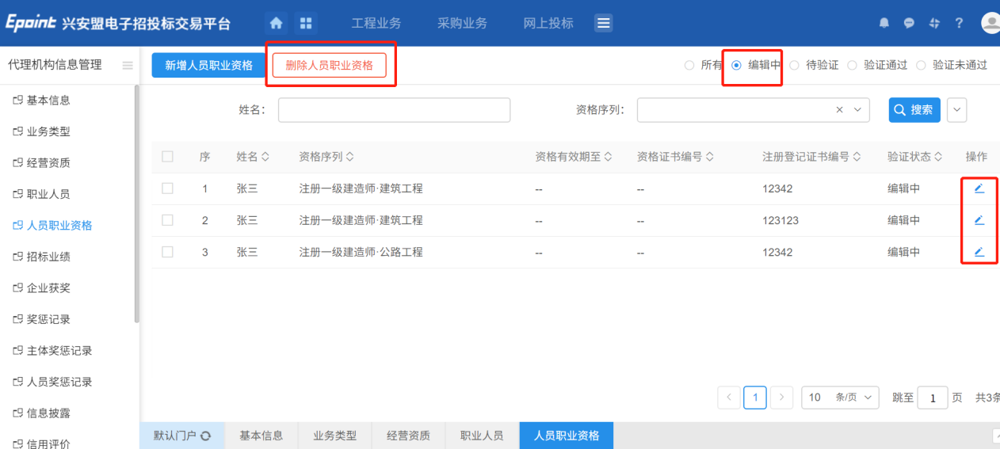 Epoint 兴安盟电子招投标交易平台 工程业务 采购业务 网上投标 ?
代理机构信息管理
基本信息
业务类型
经营资质
职业人员
人员职业资格
招标业绩
企业获奖
奖惩记录
主体奖惩记录
人员奖惩记录
信息披露
信用评价
新增人员职业资格 删除人员职业资格 所有 编辑中 待验证 验证通过 验证未通过
姓名: 资格序列: × 搜索
序 姓名 资格序列 资格有效期至 资格证书编号 注册登记证书编号 验证状态 操作
1 张三 注册一级建造师·建筑工程 -- -- 12342 编辑中
2 张三 注册一级建造师·建筑工程 -- -- 123123 编辑中
3 张三 注册一级建造师·公路工程 -- -- 12342 编辑中
< 1 > 10 条/页 跳至 1 页 共3条
默认门户 基本信息 业务类型 经营资质 职业人员 人员职业资格